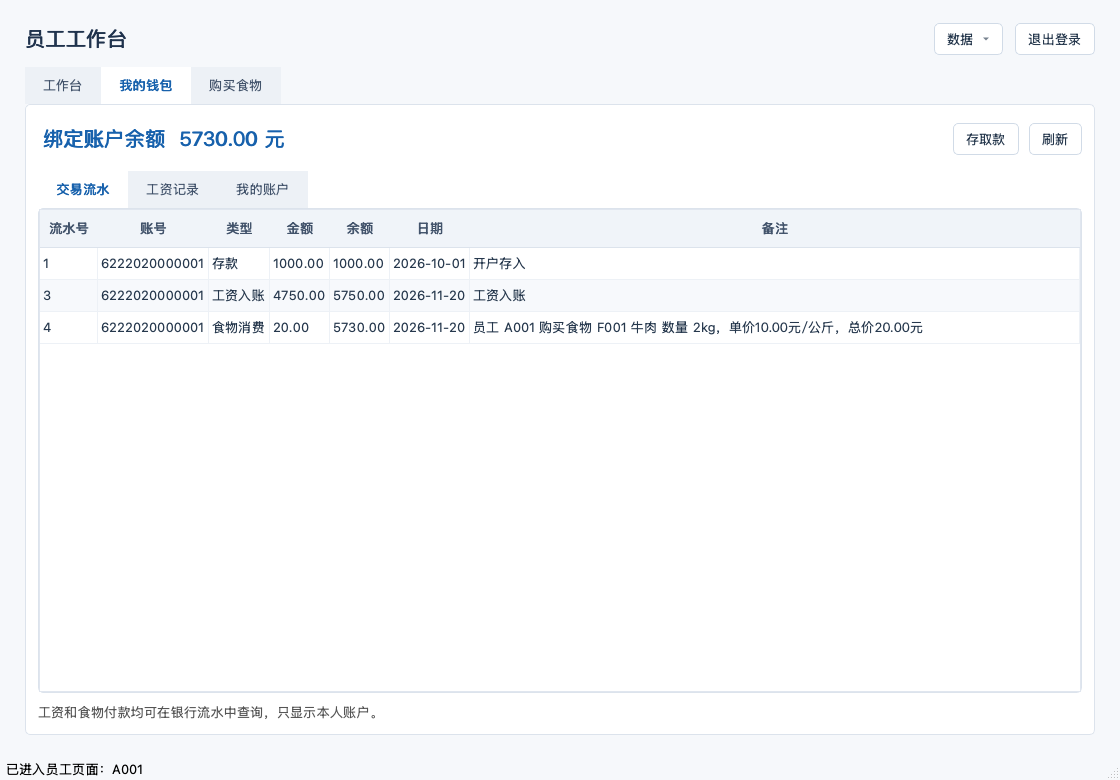 员工工作台
数据
退出登录
工作台 我的钱包 购买食物
绑定账户余额 5730.00 元
存取款 刷新
交易流水 工资记录 我的账户
流水号 账号 类型 金额 余额 日期 备注
1 6222020000001 存款 1000.00 1000.00 2026-10-01 开户存入
3 6222020000001 工资入账 4750.00 5750.00 2026-11-20 工资入账
4 6222020000001 食物消费 20.00 5730.00 2026-11-20 员工 A001 购买食物 F001 牛肉 数量 2kg，单价10.00元/公斤，总价20.00元
工资和食物付款均可在银行流水中查询，只显示本人账户。
已进入员工页面：A001